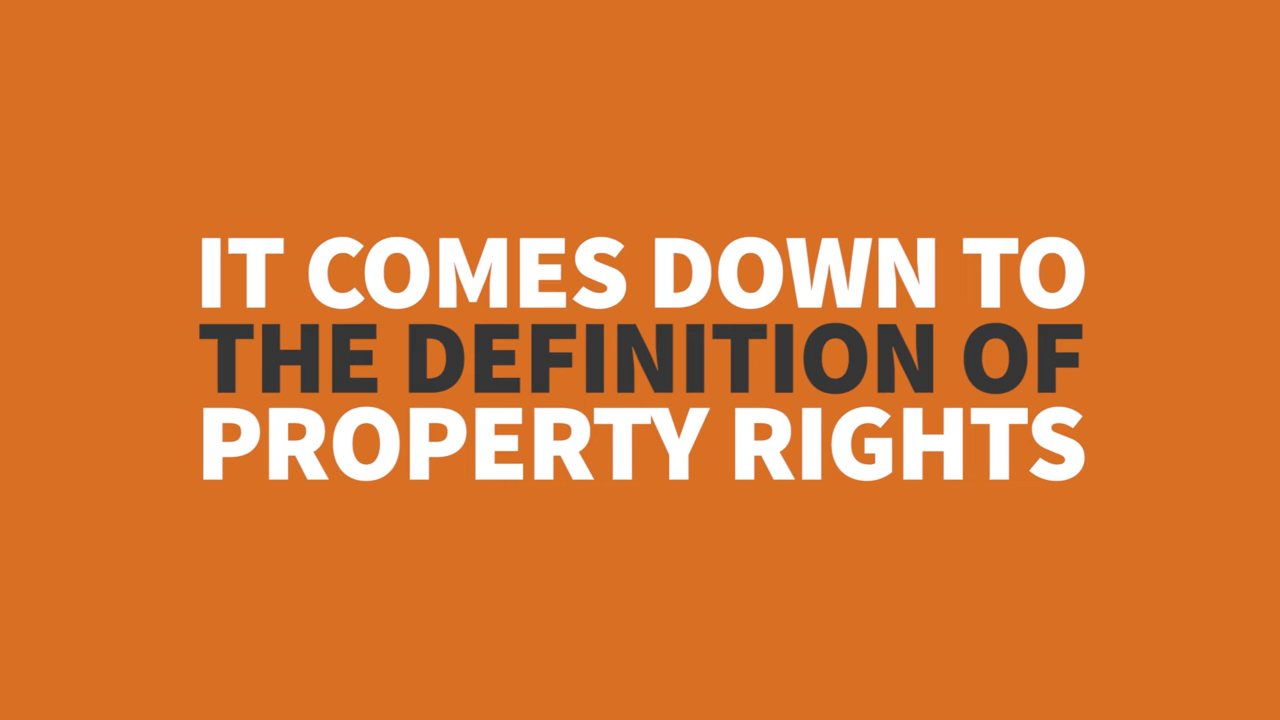 IT COMES DOWN TO
THE DEFINITION OF
PROPERTY RIGHTS